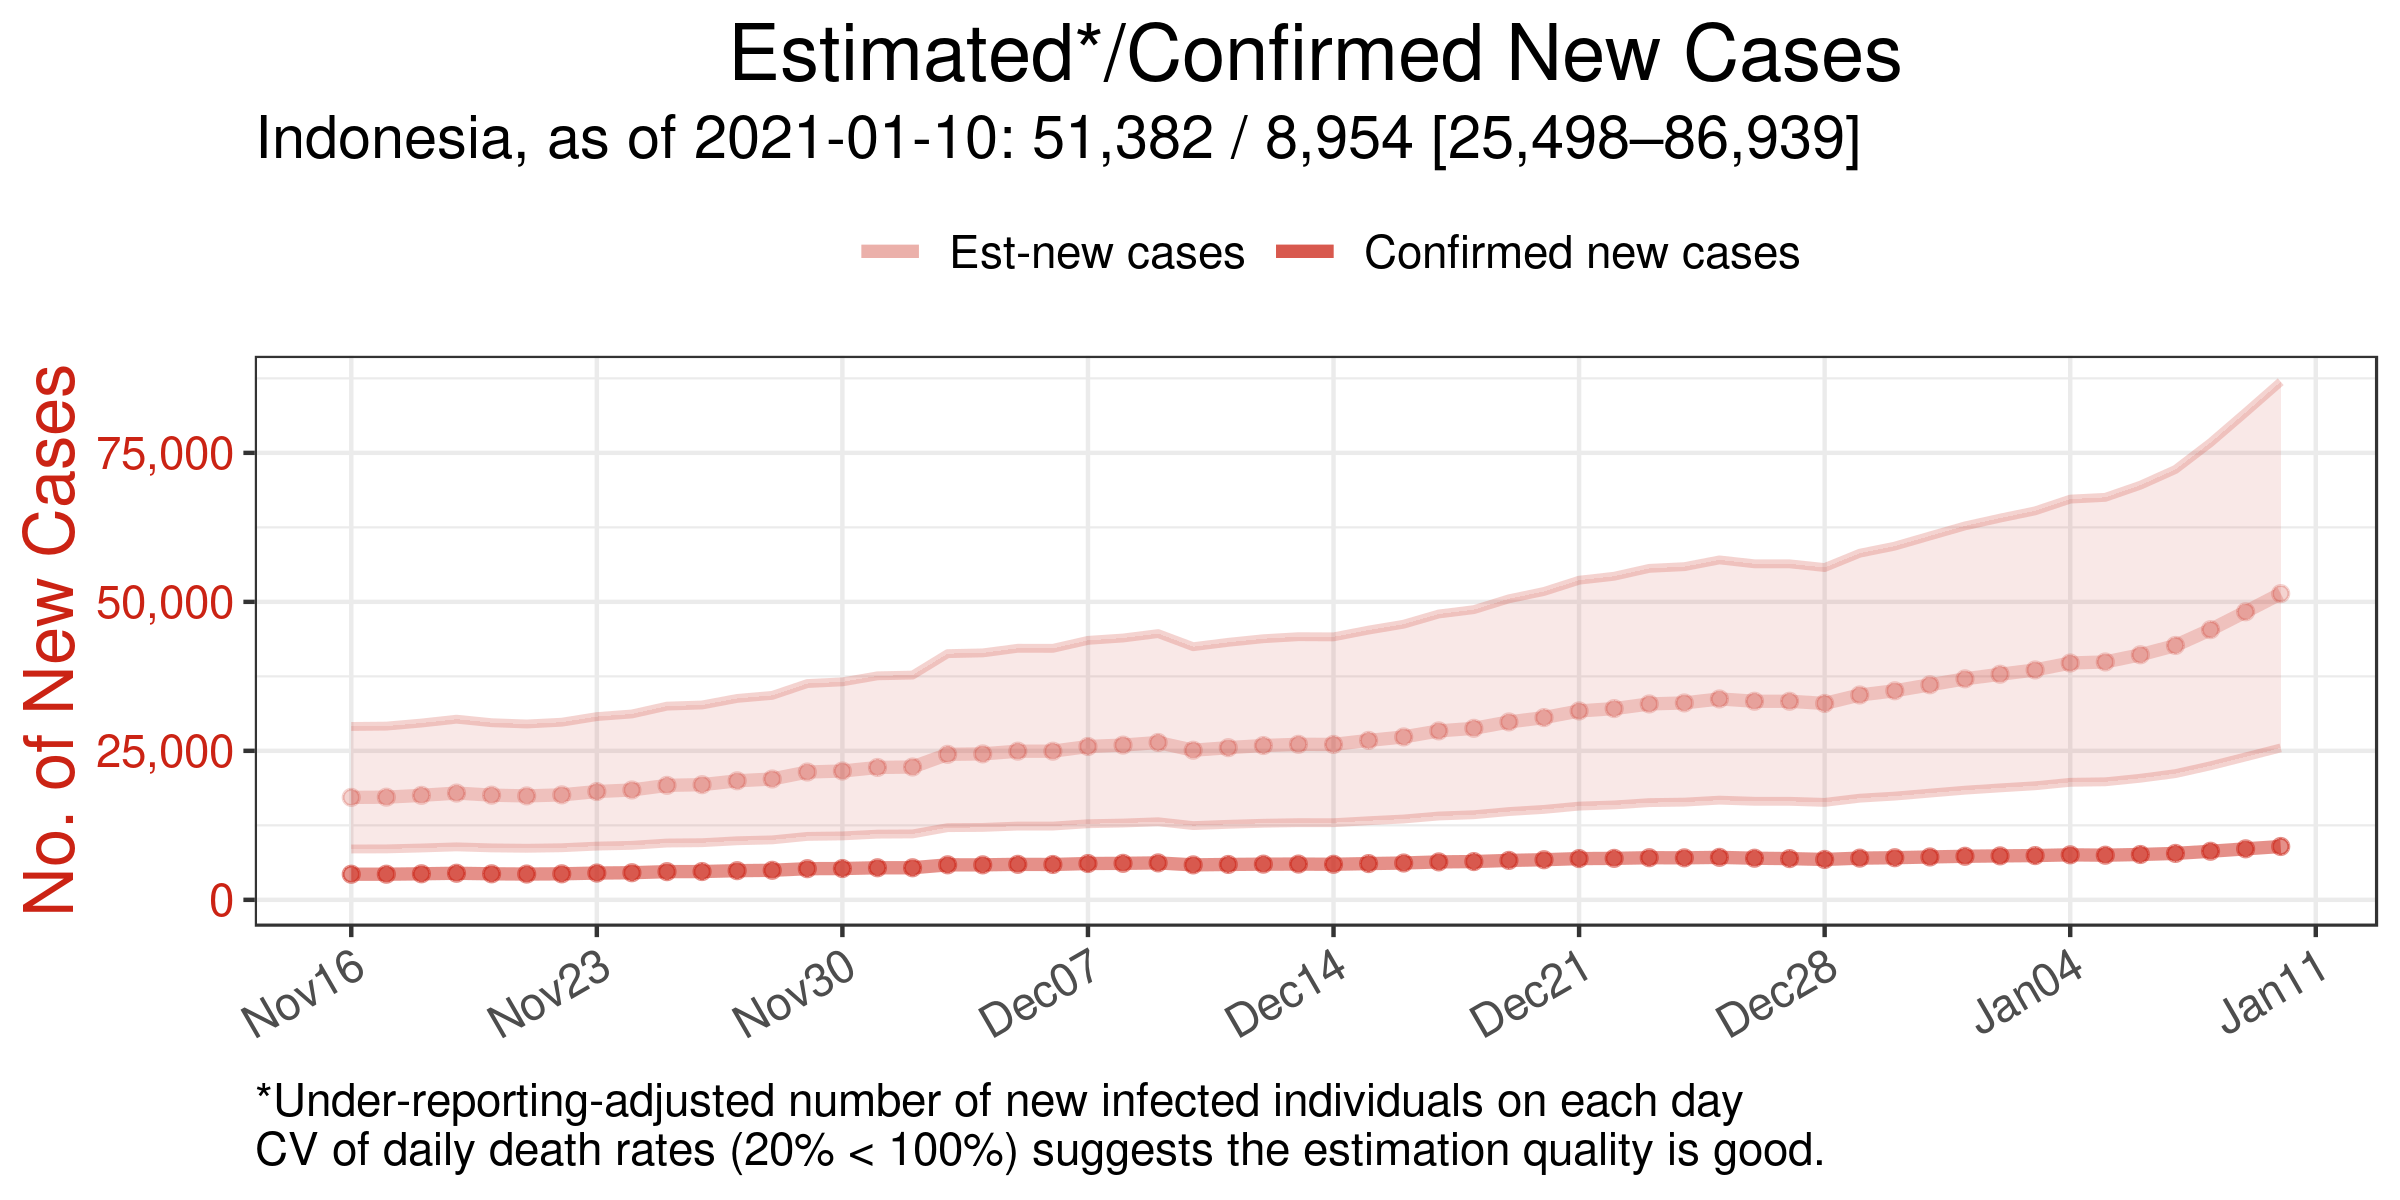 Estimated*/Confirmed New Cases
Indonesia, as of 2021-01-10: 51,382 / 8,954 [25,498–86,939]
Est-new cases
Confirmed new cases
No. of New Cases
75,000
50,000
25,000
0
Nov16
Nov23
Nov30
Dec07
Dec14
Dec21
Dec28
Jan04
Jan11
*Under-reporting-adjusted number of new infected individuals on each day
CV of daily death rates (20% < 100%) suggests the estimation quality is good.